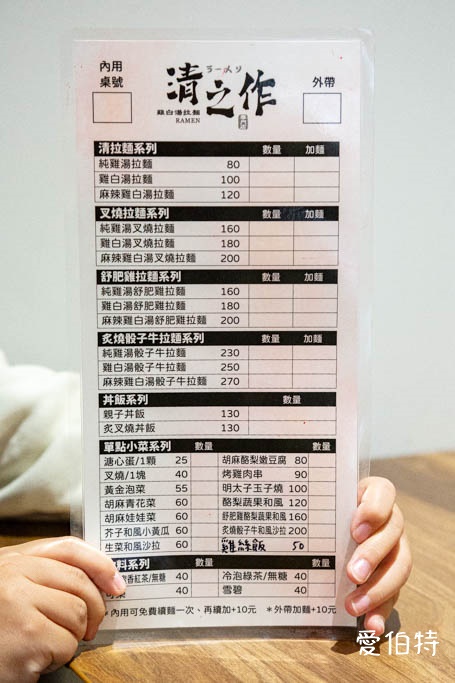 內用
桌號
清之作
ラーメン
雞白湯拉麵
RAMEN
外帶
清拉麵系列 數量 加麵
純雞湯拉麵 80
雞白湯拉麵 100
麻辣雞白湯拉麵 120
叉燒拉麵系列 數量 加麵
純雞湯叉燒拉麵 160
雞白湯叉燒拉麵 180
麻辣雞白湯叉燒拉麵 200
舒肥雞拉麵系列 數量 加麵
純雞湯舒肥雞拉麵 160
雞白湯舒肥雞拉麵 180
麻辣雞白湯舒肥雞拉麵 200
炙燒骰子牛拉麵系列 數量 加麵
純雞湯骰子牛拉麵 230
雞白湯骰子牛拉麵 250
麻辣雞白湯骰子牛拉麵 270
丼飯系列 數量
親子丼飯 130
炙叉燒丼飯 130
單點小菜系列 數量 數量
溏心蛋/1顆 25 胡麻酪梨嫩豆腐 80
叉燒/1塊 40 烤雞肉串 90
黃金泡菜 55 明太子玉子燒 100
胡麻青花菜 60 酪梨蔬果和風 120
胡麻娃娃菜 60 舒肥雞酪梨蔬果和風 160
芥子和風小黃瓜 60 炙燒骰子牛蔬果和風沙拉 200
生菜和風沙拉 60 雞絲飯 50
料系列 數量 數量
香紅茶/無糖 40 冷泡綠茶/無糖 40
可樂 40 雪碧 40
*內用可免費續麵一次、再續加+10元 *外帶加麵+10元
愛伯特